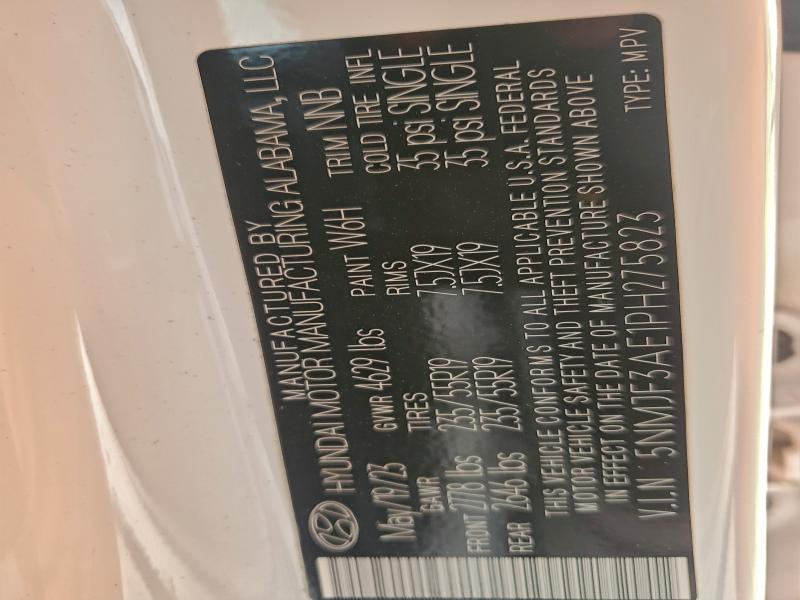 MANUFACTURED BY
HYUNDAI MOTOR MANUFACTURING ALABAMA, LLC
May/19/23 GVWR 4629 lbs PAINT W6H TRIM NNB
GAWR TIRES RIMS COLD TIRE INFL
FRONT 2778 lbs 235/55R19 7.5JX19 35 psi SINGLE
REAR 2646 lbs 235/55R19 7.5JX19 35 psi SINGLE
THIS VEHICLE CONFORMS TO ALL APPLICABLE U.S.A. FEDERAL
MOTOR VEHICLE SAFETY AND THEFT PREVENTION STANDARDS
IN EFFECT ON THE DATE OF MANUFACTURE SHOWN ABOVE
V.I.N 5NMJF3AE1PH275823 TYPE: MPV